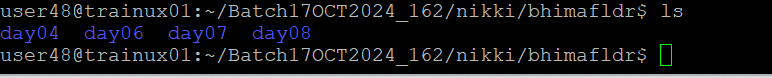 user48@trainux01:~/Batch17OCT2024_162/nikki/bhimafldr$ ls
day04  day06  day07  day08
user48@trainux01:~/Batch17OCT2024_162/nikki/bhimafldr$